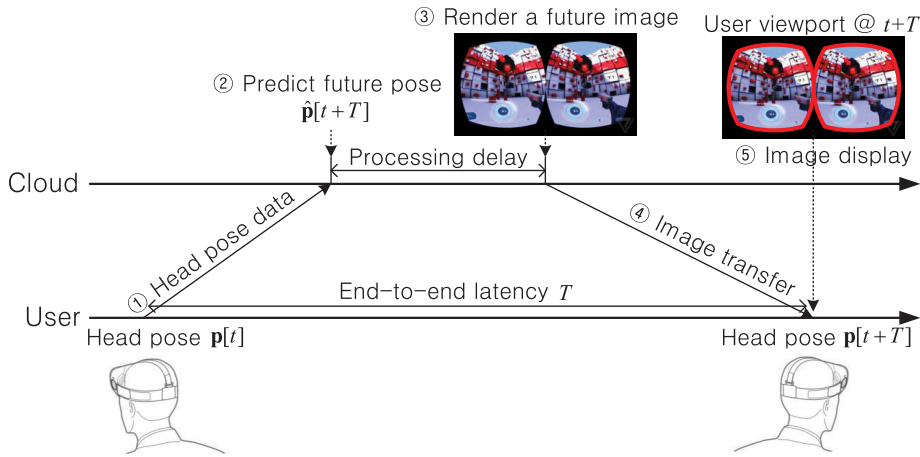 ③ Render a future image
User viewport @ t+T
② Predict future pose
p̂[t+T]
⑤ Image display
Processing delay
Cloud
① Head pose data
④ Image transfer
End-to-end latency T
User
Head pose p[t]
Head pose p[t+T]